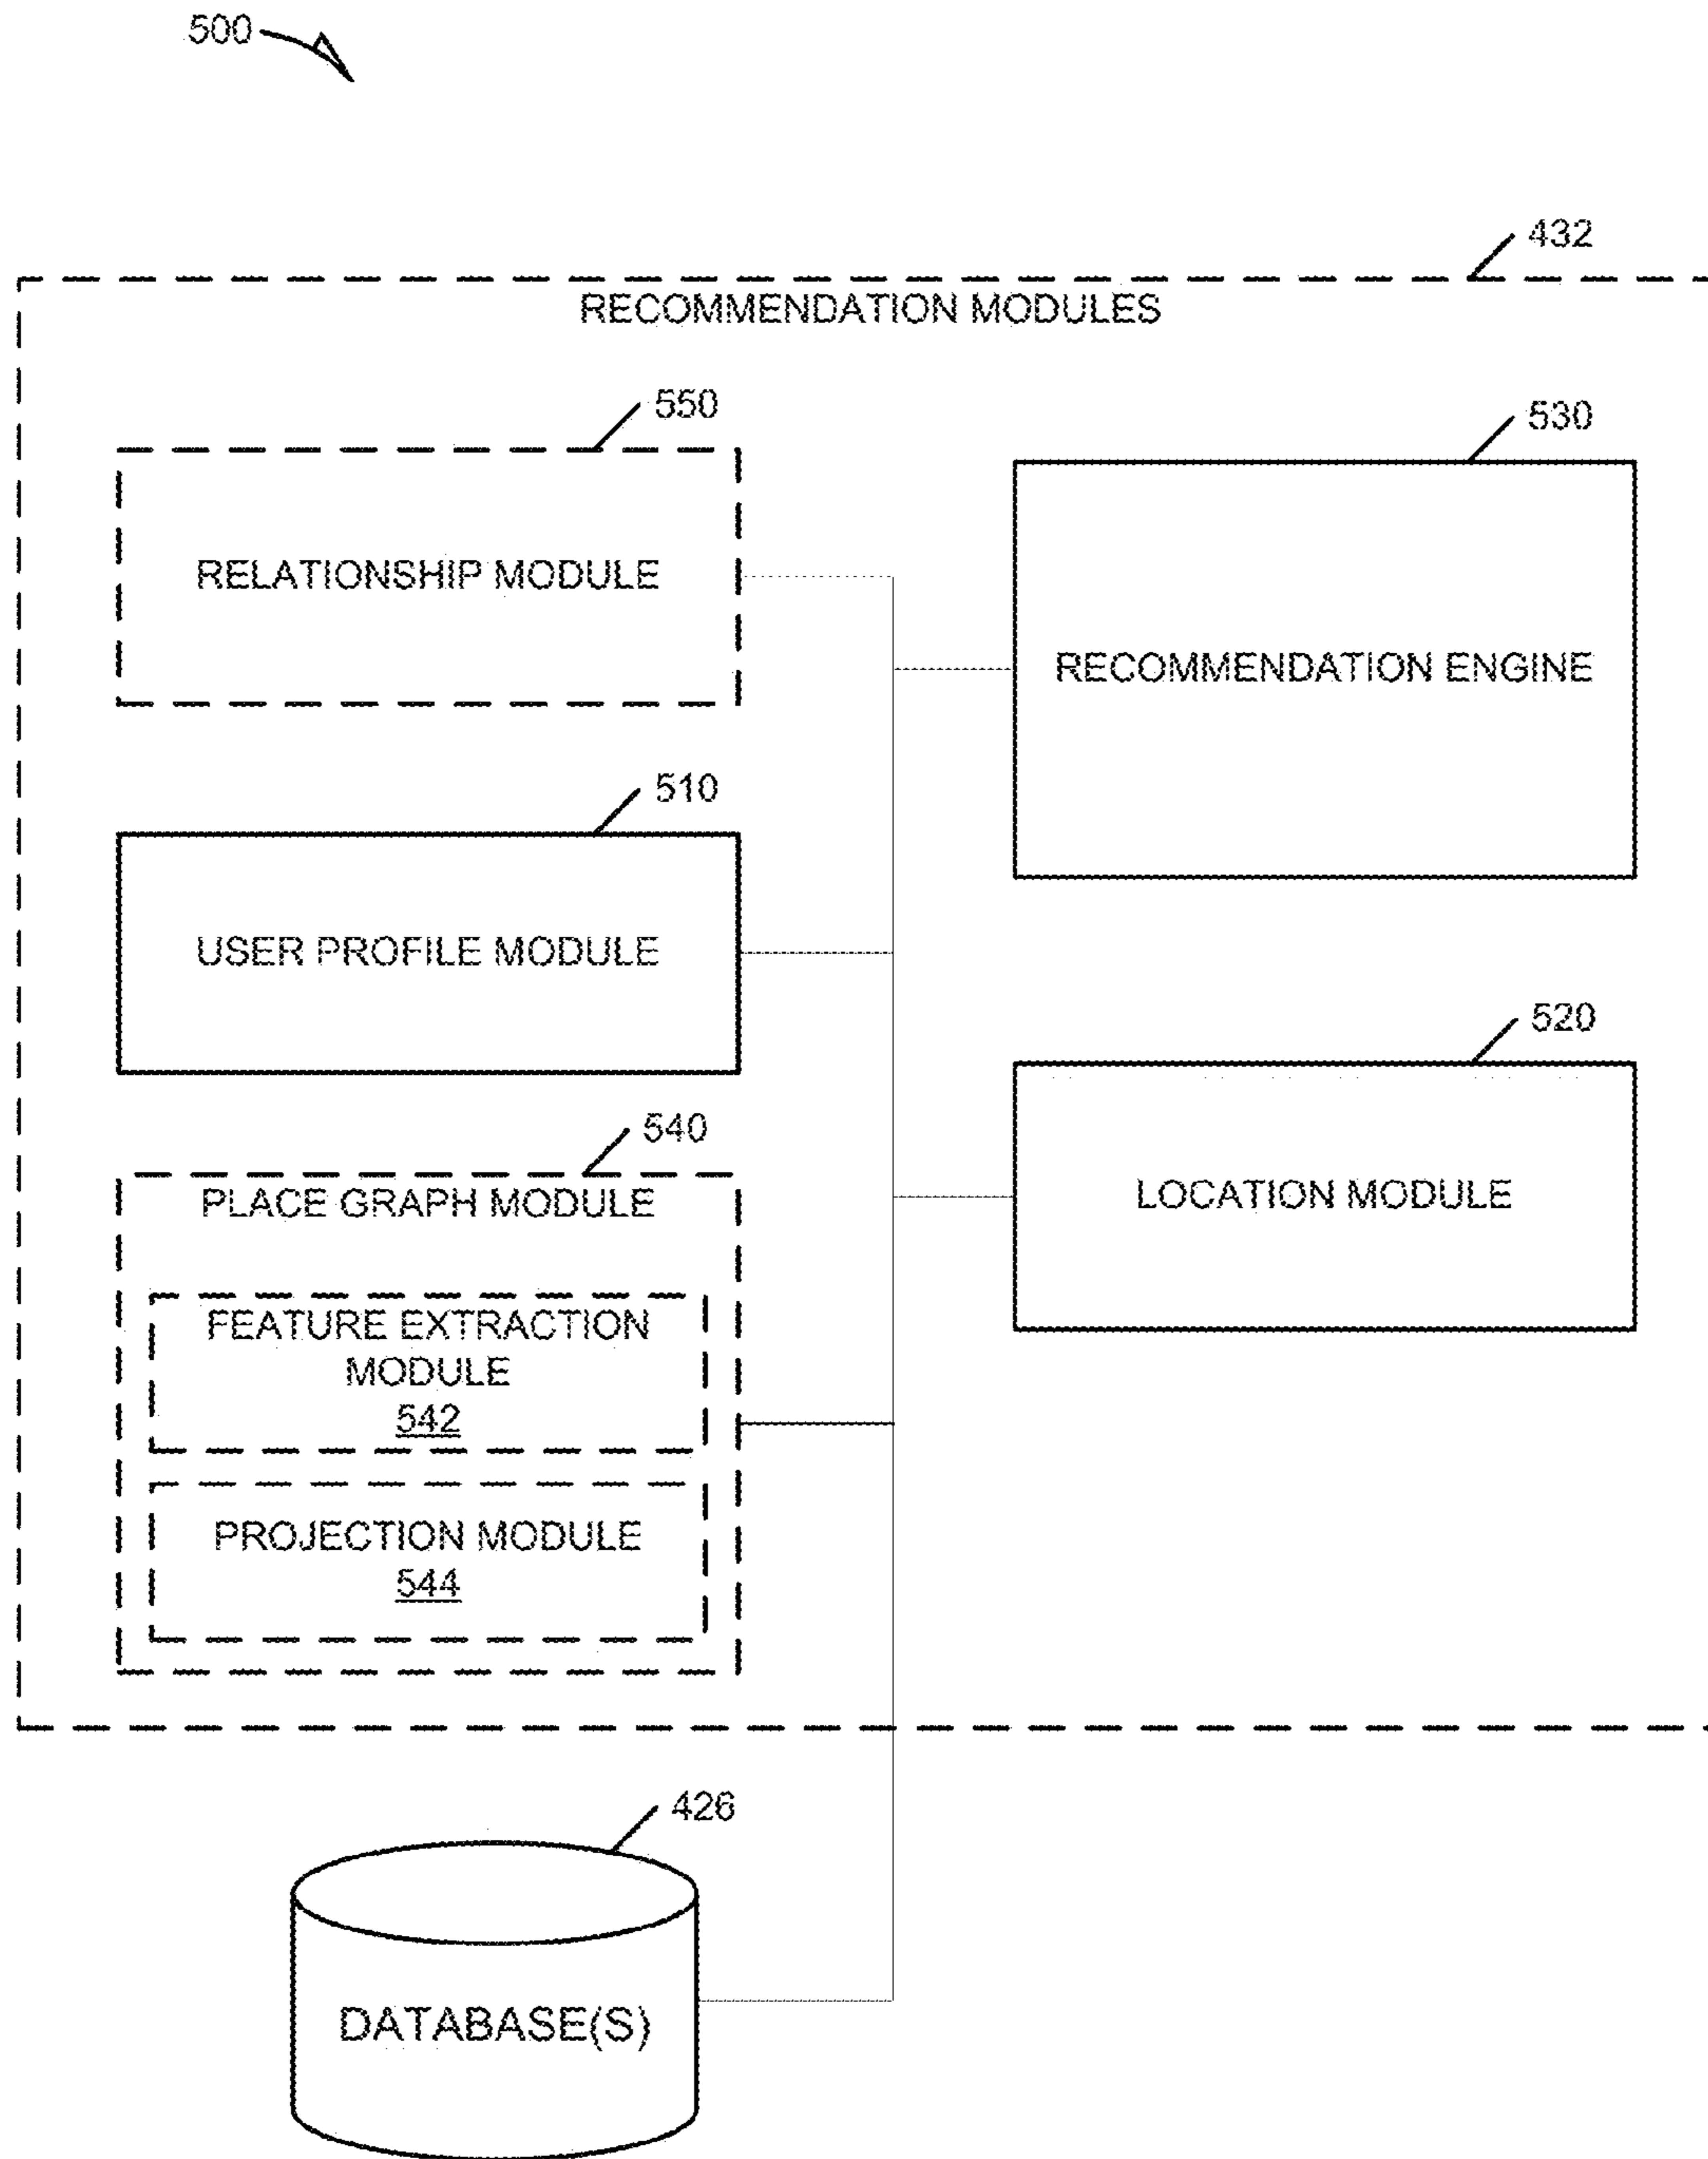 500
432
RECOMMENDATION MODULES
550
RELATIONSHIP MODULE
530
RECOMMENDATION ENGINE
510
USER PROFILE MODULE
520
LOCATION MODULE
540
PLACE GRAPH MODULE
FEATURE EXTRACTION
MODULE
542
PROJECTION MODULE
544
426
DATABASE(S)